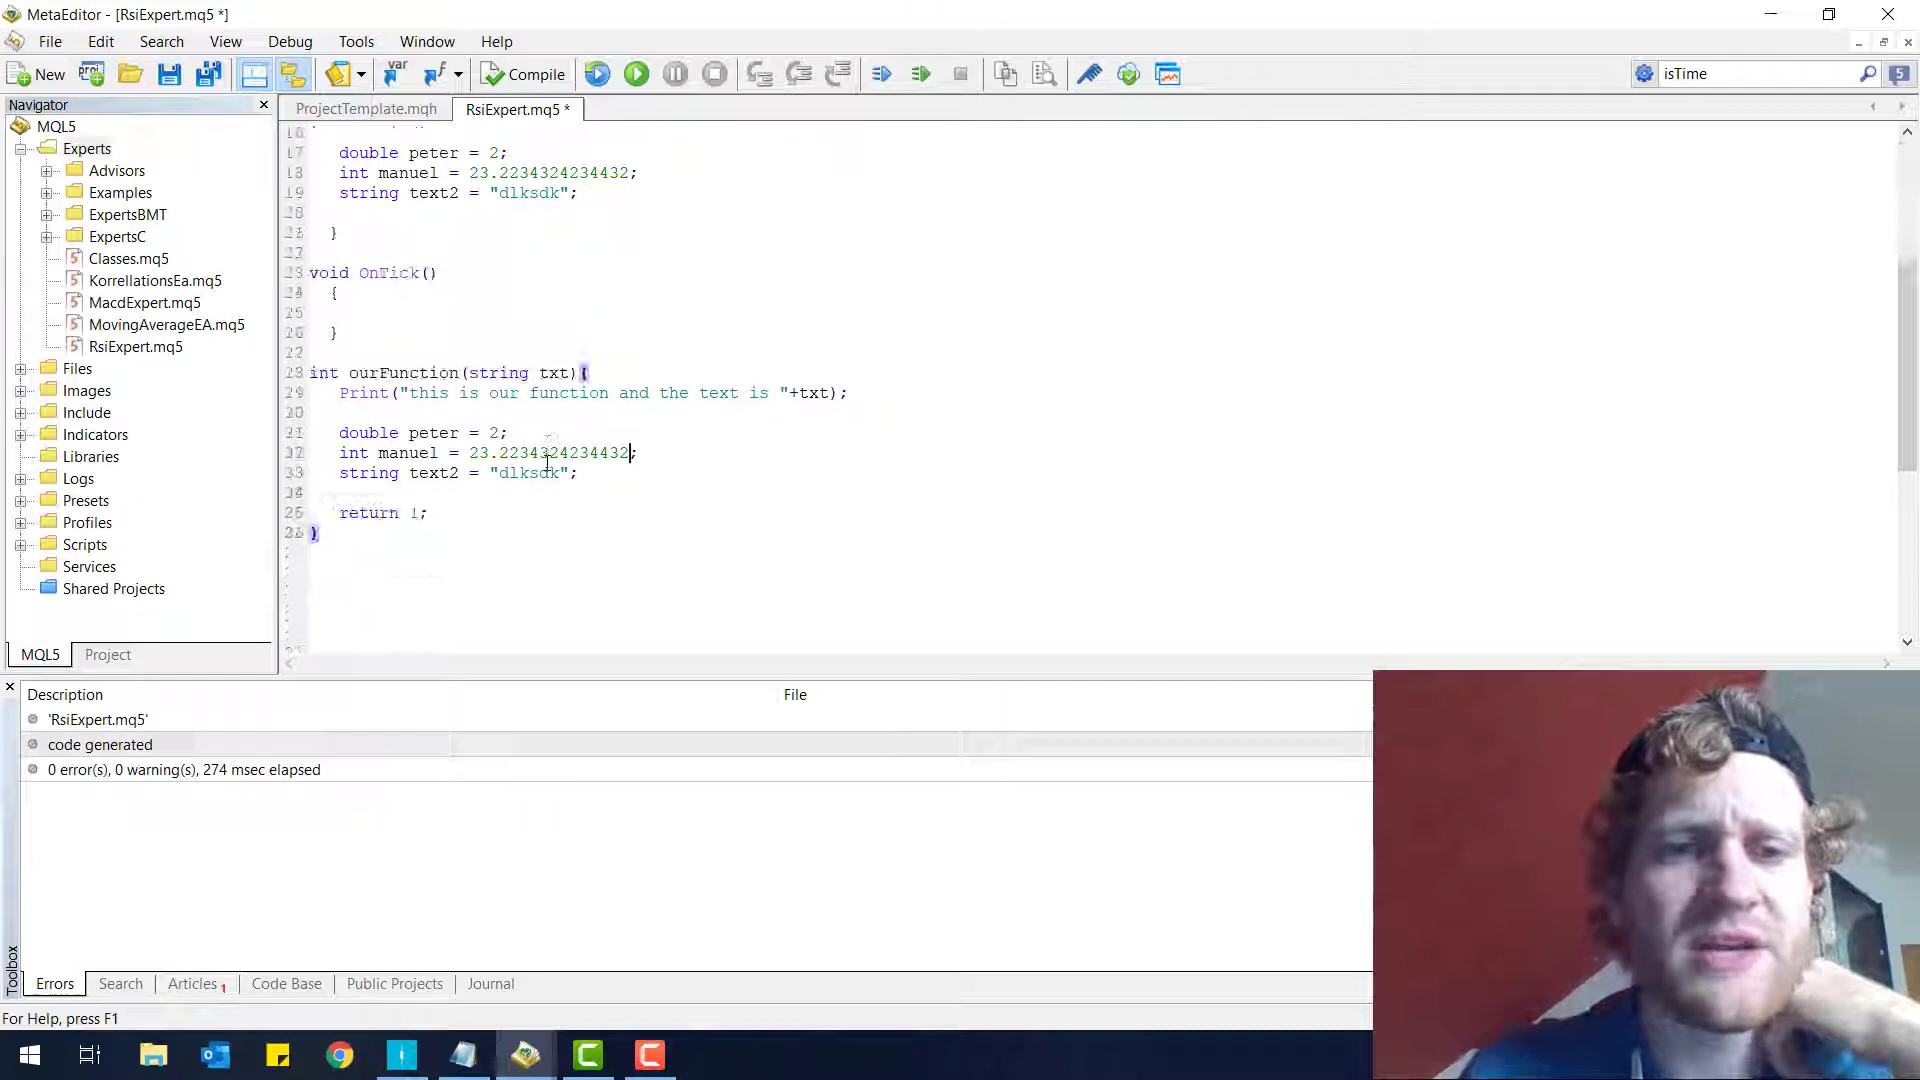 MetaEditor - [RsiExpert.mq5 *]
File Edit Search View Debug Tools Window Help
New Compile isTime 5
Navigator
ProjectTemplate.mqh RsiExpert.mq5 *
MQL5
Experts
Advisors
Examples
ExpertsBMT
ExpertsC
Classes.mq5
KorrellationsEa.mq5
MacdExpert.mq5
MovingAverageEA.mq5
RsiExpert.mq5
Files
Images
Include
Indicators
Libraries
Logs
Presets
Profiles
Scripts
Services
Shared Projects
MQL5 Project
double peter = 2;
int manuel = 23.2234324234432;
string text2 = "dlksdk";
}
void OnTick()
{
}
int ourFunction(string txt){
Print("this is our function and the text is "+txt);
double peter = 2;
int manuel = 23.2234324234432;
string text2 = "dlksdk";
return 1;
}
Description File
'RsiExpert.mq5'
code generated
0 error(s), 0 warning(s), 274 msec elapsed
Toolbox
Errors Search Articles 1 Code Base Public Projects Journal
For Help, press F1